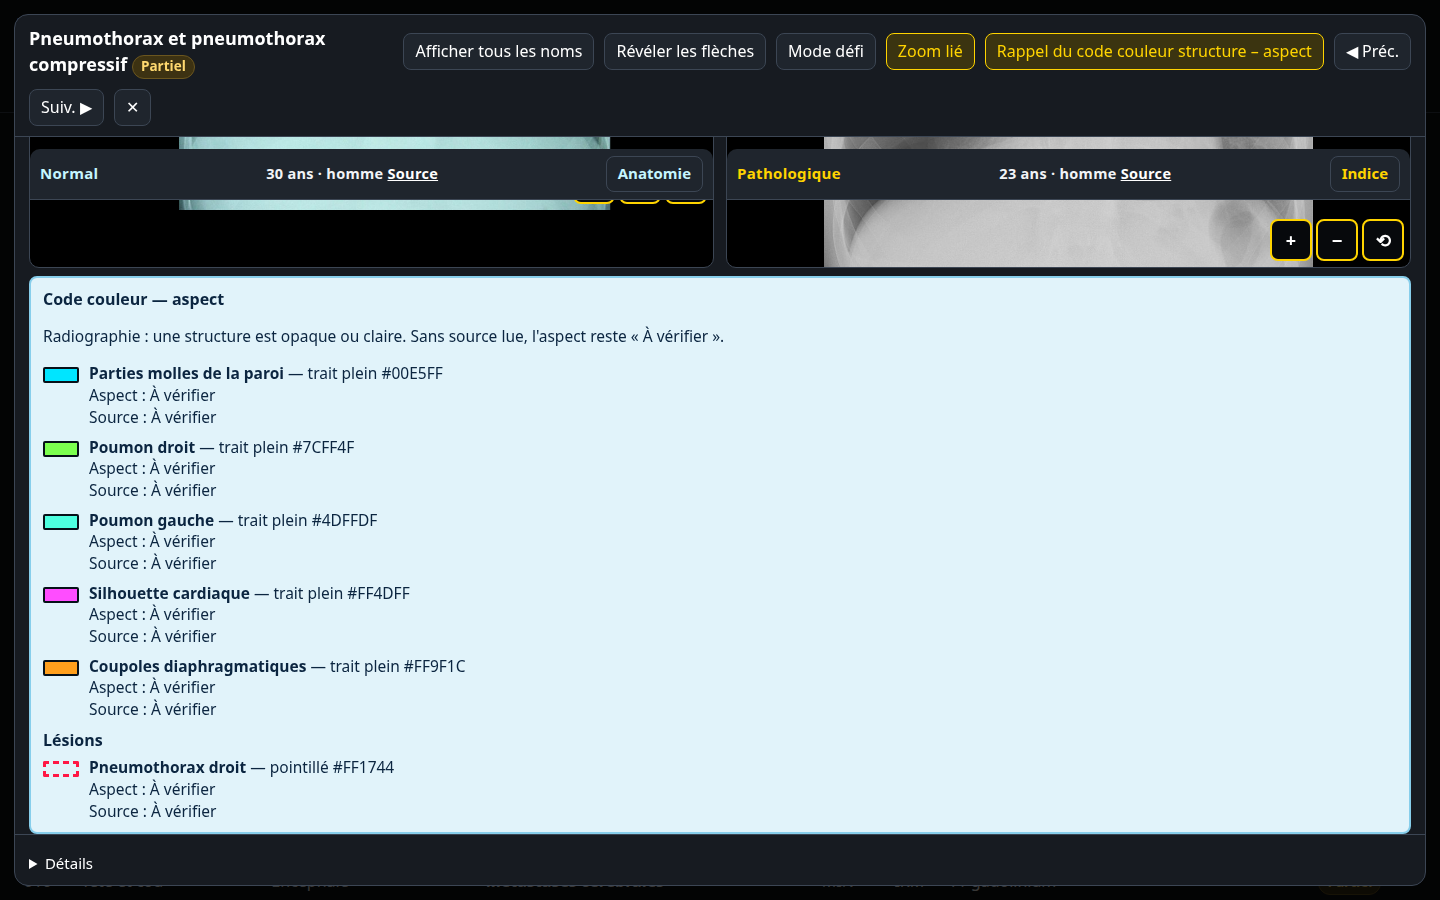 Pneumothorax et pneumothorax
compressif Partiel
Afficher tous les noms
Révéler les flèches
Mode défi
Zoom lié
Rappel du code couleur structure – aspect
◀ Préc.
Suiv. ▶
✕
Normal
30 ans · homme Source
Anatomie
Pathologique
23 ans · homme Source
Indice
+
−
⟲
Code couleur — aspect
Radiographie : une structure est opaque ou claire. Sans source lue, l'aspect reste « À vérifier ».
Parties molles de la paroi — trait plein #00E5FF
Aspect : À vérifier
Source : À vérifier
Poumon droit — trait plein #7CFF4F
Aspect : À vérifier
Source : À vérifier
Poumon gauche — trait plein #4DFFDF
Aspect : À vérifier
Source : À vérifier
Silhouette cardiaque — trait plein #FF4DFF
Aspect : À vérifier
Source : À vérifier
Coupoles diaphragmatiques — trait plein #FF9F1C
Aspect : À vérifier
Source : À vérifier
Lésions
Pneumothorax droit — pointillé #FF1744
Aspect : À vérifier
Source : À vérifier
▶ Détails